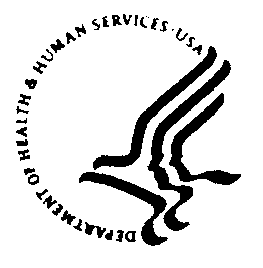 DEPARTMENT OF HEALTH & HUMAN SERVICES · USA